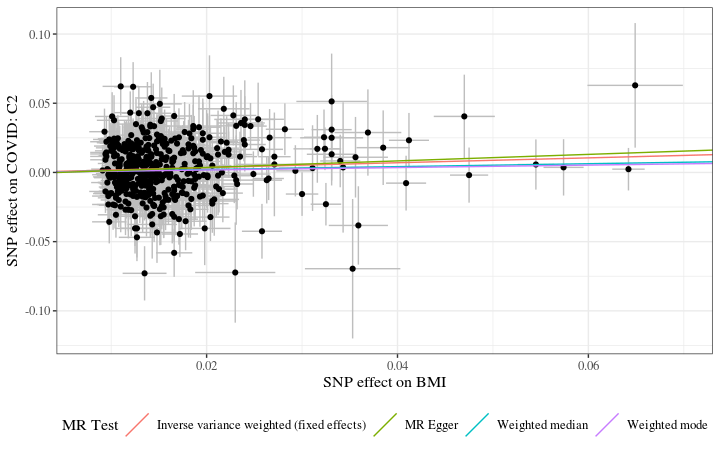 SNP effect on COVID: C2
0.10
0.05
0.00
-0.05
-0.10
0.02
0.04
0.06
SNP effect on BMI
MR Test
Inverse variance weighted (fixed effects)
MR Egger
Weighted median
Weighted mode